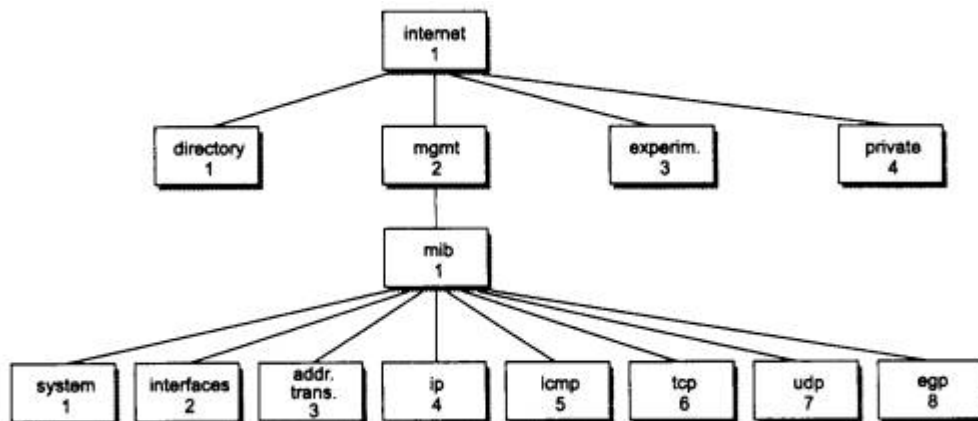 internet
1
directory
1
mgmt
2
experim.
3
private
4
mib
1
system
1
interfaces
2
addr.
trans.
3
ip
4
icmp
5
tcp
6
udp
7
egp
8